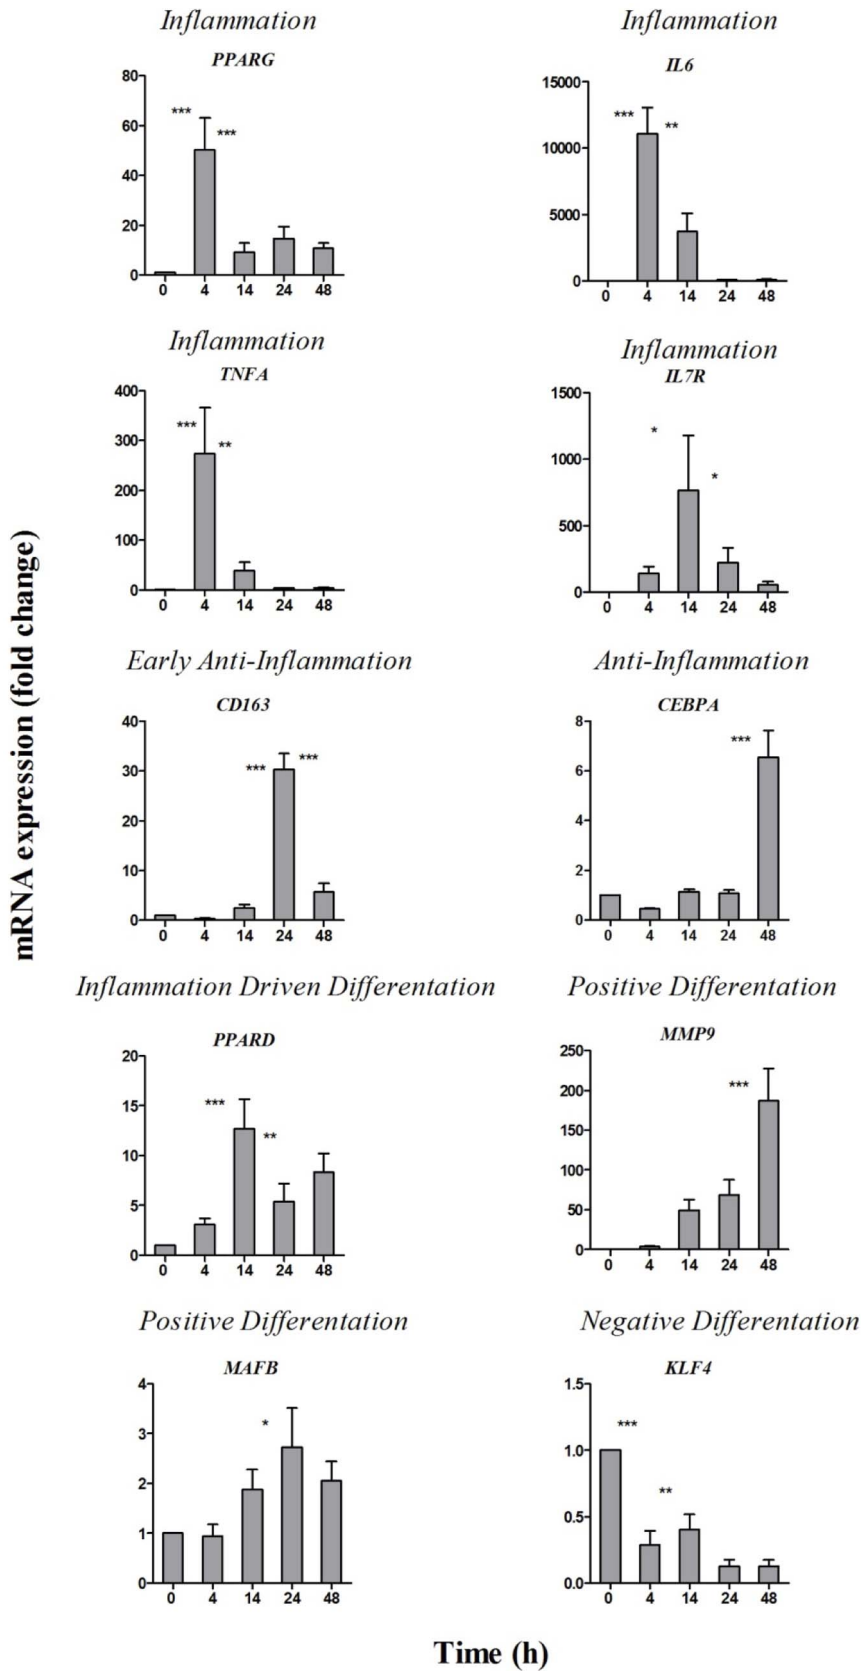 Inflammation
PPARG
80
60
40
20
0
*** ***
0 4 14 24 48
Inflammation
IL6
15000
10000
5000
0
*** **
0 4 14 24 48
Inflammation
TNFA
400
300
200
100
0
*** **
0 4 14 24 48
Inflammation
IL7R
1500
1000
500
0
* *
0 4 14 24 48
Early Anti-Inflammation
CD163
40
30
20
10
0
*** ***
0 4 14 24 48
Anti-Inflammation
CEBPA
8
6
4
2
0
***
0 4 14 24 48
Inflammation Driven Differentation
PPARD
20
15
10
5
0
*** **
0 4 14 24 48
Positive Differentation
MMP9
250
200
150
100
50
0
***
0 4 14 24 48
Positive Differentation
MAFB
4
3
2
1
0
*
0 4 14 24 48
Negative Differentation
KLF4
1.5
1.0
0.5
0.0
*** **
0 4 14 24 48
mRNA expression (fold change)
Time (h)